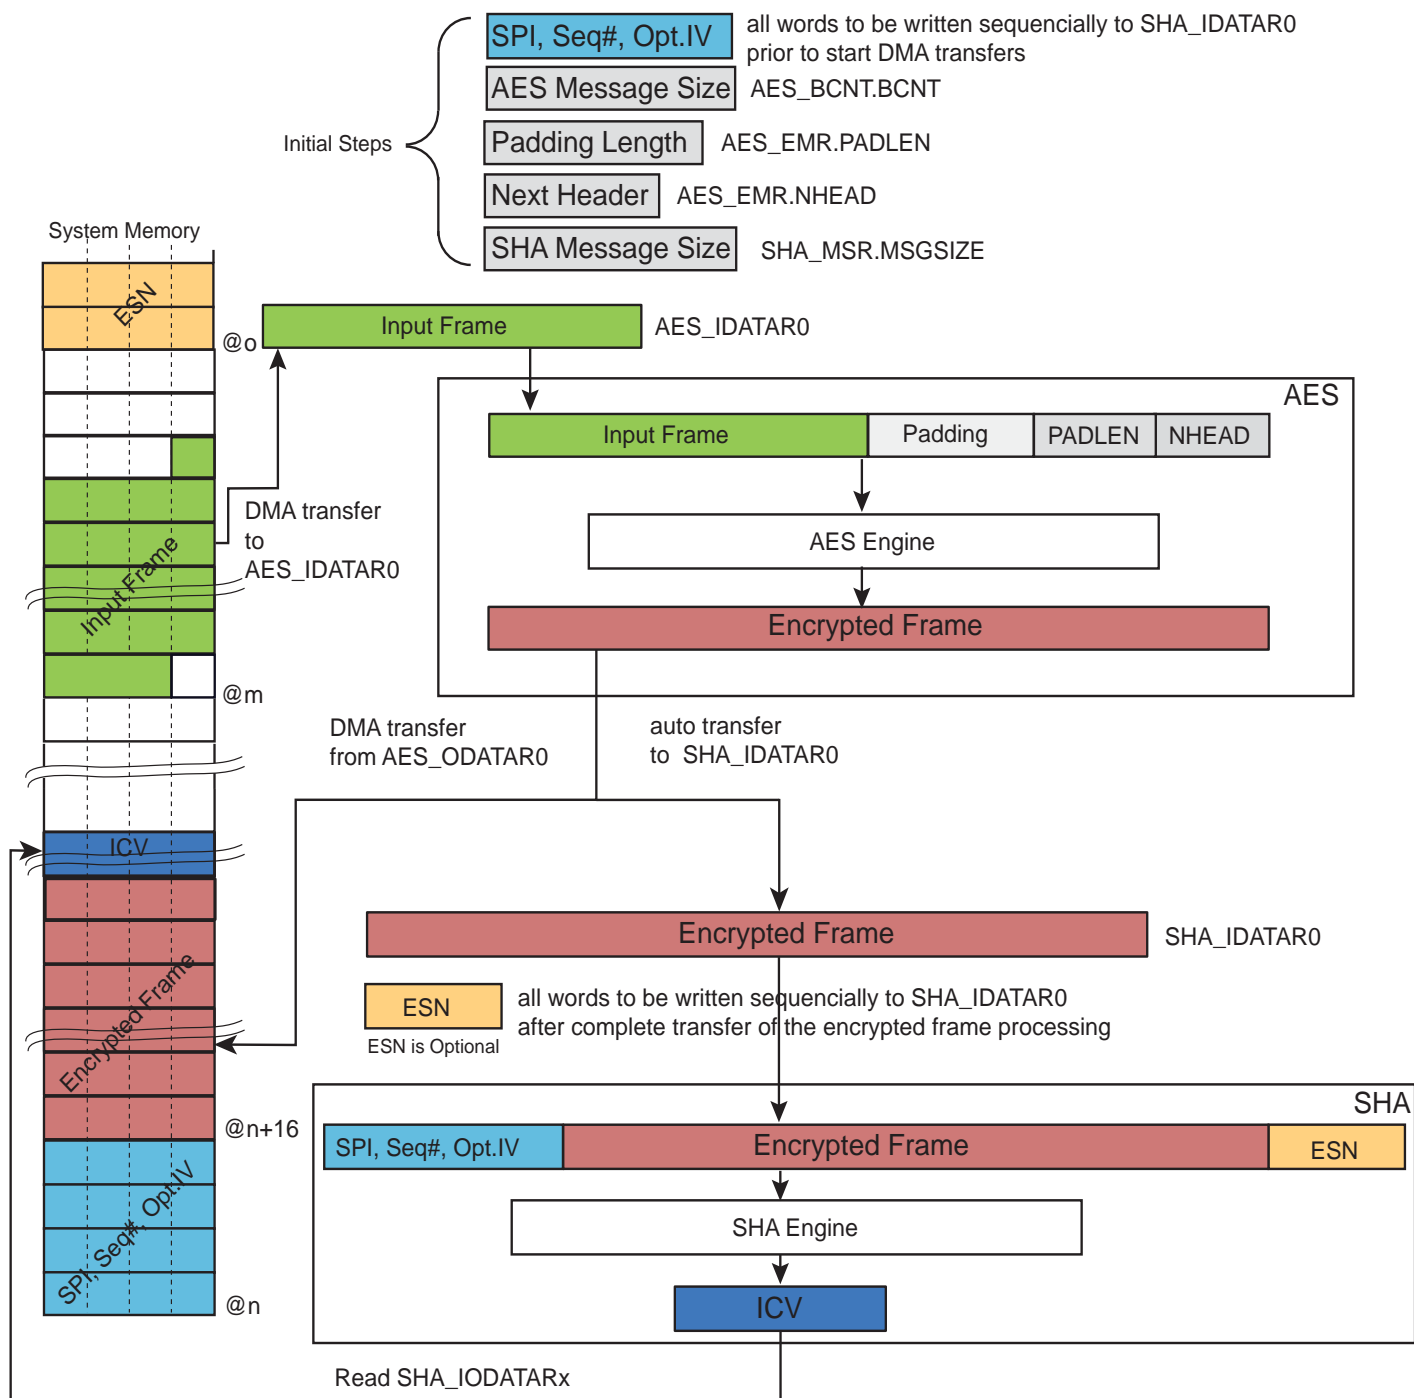 SPI, Seq#, Opt.IV
all words to be written sequencially to SHA_IDATAR0
prior to start DMA transfers
AES Message Size
AES_BCNT.BCNT
Initial Steps
Padding Length
AES_EMR.PADLEN
Next Header
AES_EMR.NHEAD
SHA Message Size
SHA_MSR.MSGSIZE
System Memory
ESN
@o
Input Frame
AES_IDATAR0
AES
Input Frame
Padding
PADLEN
NHEAD
DMA transfer
to
AES_IDATAR0
AES Engine
Input Frame
Encrypted Frame
@m
DMA transfer
from AES_ODATAR0
auto transfer
to SHA_IDATAR0
ICV
Encrypted Frame
SHA_IDATAR0
ESN
all words to be written sequencially to SHA_IDATAR0
after complete transfer of the encrypted frame processing
ESN is Optional
Encrypted Frame
@n+16
SHA
SPI, Seq#, Opt.IV
Encrypted Frame
ESN
SHA Engine
SPI, Seq#, Opt.IV
@n
ICV
Read SHA_IODATARx